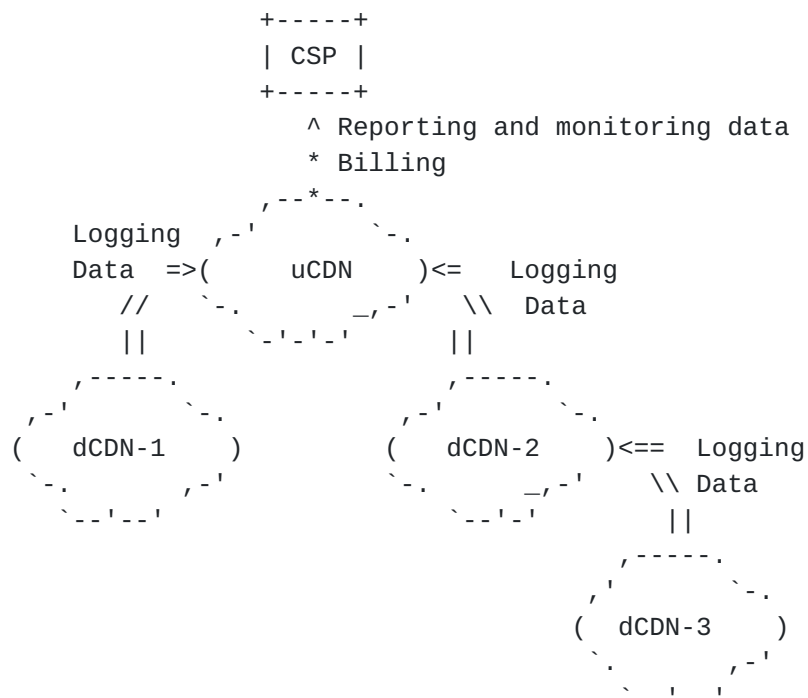 CSP
^ Reporting and monitoring data
* Billing
Logging
Data =>( uCDN )<= Logging
Data
dCDN-1
dCDN-2 )<== Logging
Data
dCDN-3